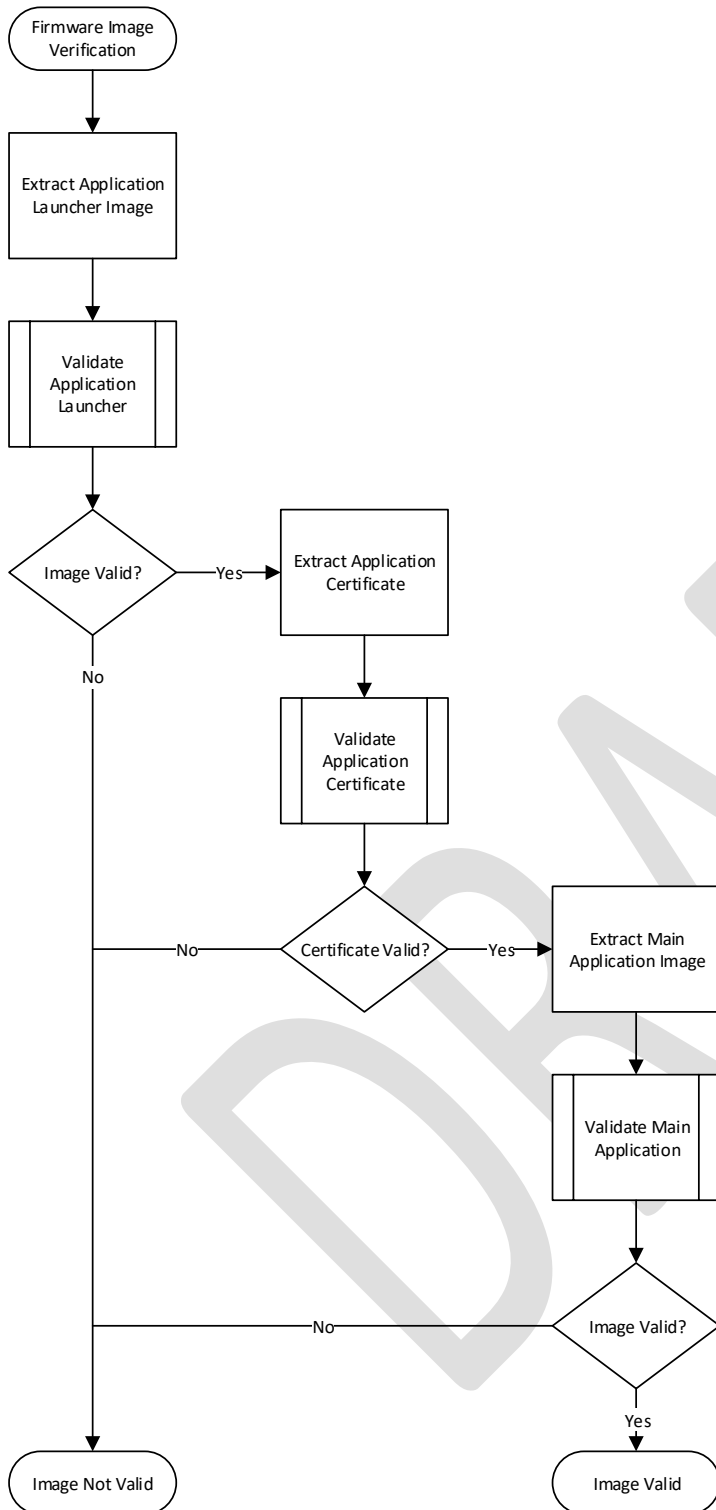 Firmware Image
Verification
Extract Application
Launcher Image
Validate
Application
Launcher
Image Valid?
Yes
Extract Application
Certificate
No
Validate
Application
Certificate
Certificate Valid?
No
Yes
Extract Main
Application Image
Validate Main
Application
Image Valid?
No
Yes
Image Not Valid
Image Valid